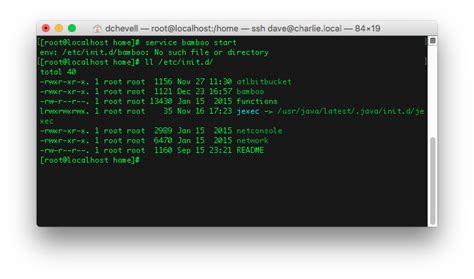 dchevell — root@localhost:/home — ssh dave@charlie.local — 84×19
[root@localhost home]# service bamboo start
env: /etc/init.d/bamboo: No such file or directory
[root@localhost home]# ll /etc/init.d/
total 40
-rwxr-xr-x. 1 root root 1156 Nov 27 11:30 atlbitbucket
-rwxr-xr-x. 1 root root 1121 Dec 23 16:57 bamboo
-rw-r--r--. 1 root root 13430 Jan 15 2015 functions
lrwxrwxrwx. 1 root root 35 Nov 16 17:23 jexec -> /usr/java/latest/.java/init.d/je
xec
-rwxr-xr-x. 1 root root 2989 Jan 15 2015 netconsole
-rwxr-xr-x. 1 root root 6470 Jan 15 2015 network
-rw-r--r--. 1 root root 1160 Sep 15 23:21 README
[root@localhost home]#